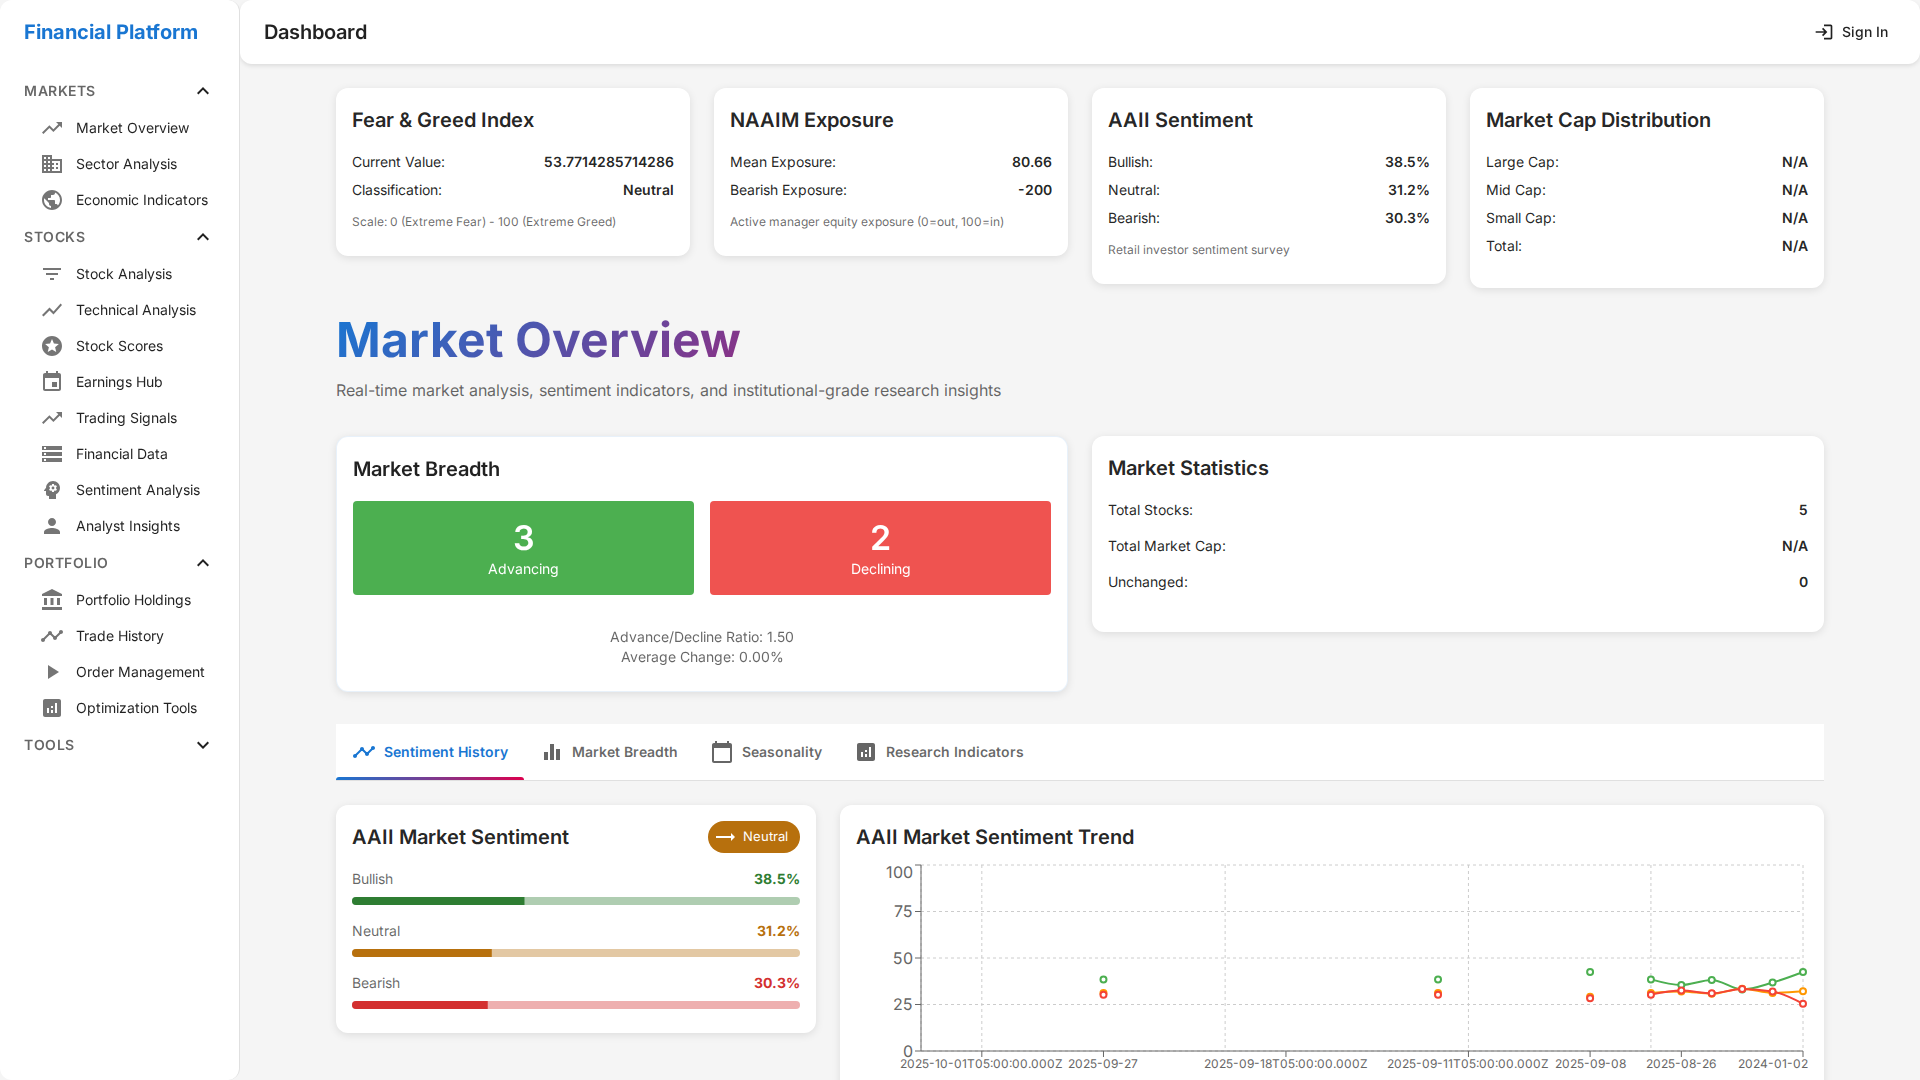 Financial Platform
MARKETS
Market Overview
Sector Analysis
Economic Indicators
STOCKS
Stock Analysis
Technical Analysis
Stock Scores
Earnings Hub
Trading Signals
Financial Data
Sentiment Analysis
Analyst Insights
PORTFOLIO
Portfolio Holdings
Trade History
Order Management
Optimization Tools
TOOLS
Dashboard
Sign In
Fear & Greed Index
Current Value: 53.7714285714286
Classification: Neutral
Scale: 0 (Extreme Fear) - 100 (Extreme Greed)
NAAIM Exposure
Mean Exposure: 80.66
Bearish Exposure: -200
Active manager equity exposure (0=out, 100=in)
AAII Sentiment
Bullish: 38.5%
Neutral: 31.2%
Bearish: 30.3%
Retail investor sentiment survey
Market Cap Distribution
Large Cap: N/A
Mid Cap: N/A
Small Cap: N/A
Total: N/A
Market Overview
Real-time market analysis, sentiment indicators, and institutional-grade research insights
Market Breadth
3
Advancing
2
Declining
Advance/Decline Ratio: 1.50
Average Change: 0.00%
Market Statistics
Total Stocks: 5
Total Market Cap: N/A
Unchanged: 0
Sentiment History
Market Breadth
Seasonality
Research Indicators
AAII Market Sentiment
Neutral
Bullish 38.5%
Neutral 31.2%
Bearish 30.3%
AAII Market Sentiment Trend
100
75
50
25
0
2025-10-01T05:00:00.000Z 2025-09-27 2025-09-18T05:00:00.000Z 2025-09-11T05:00:00.000Z 2025-09-08 2025-08-26 2024-01-02